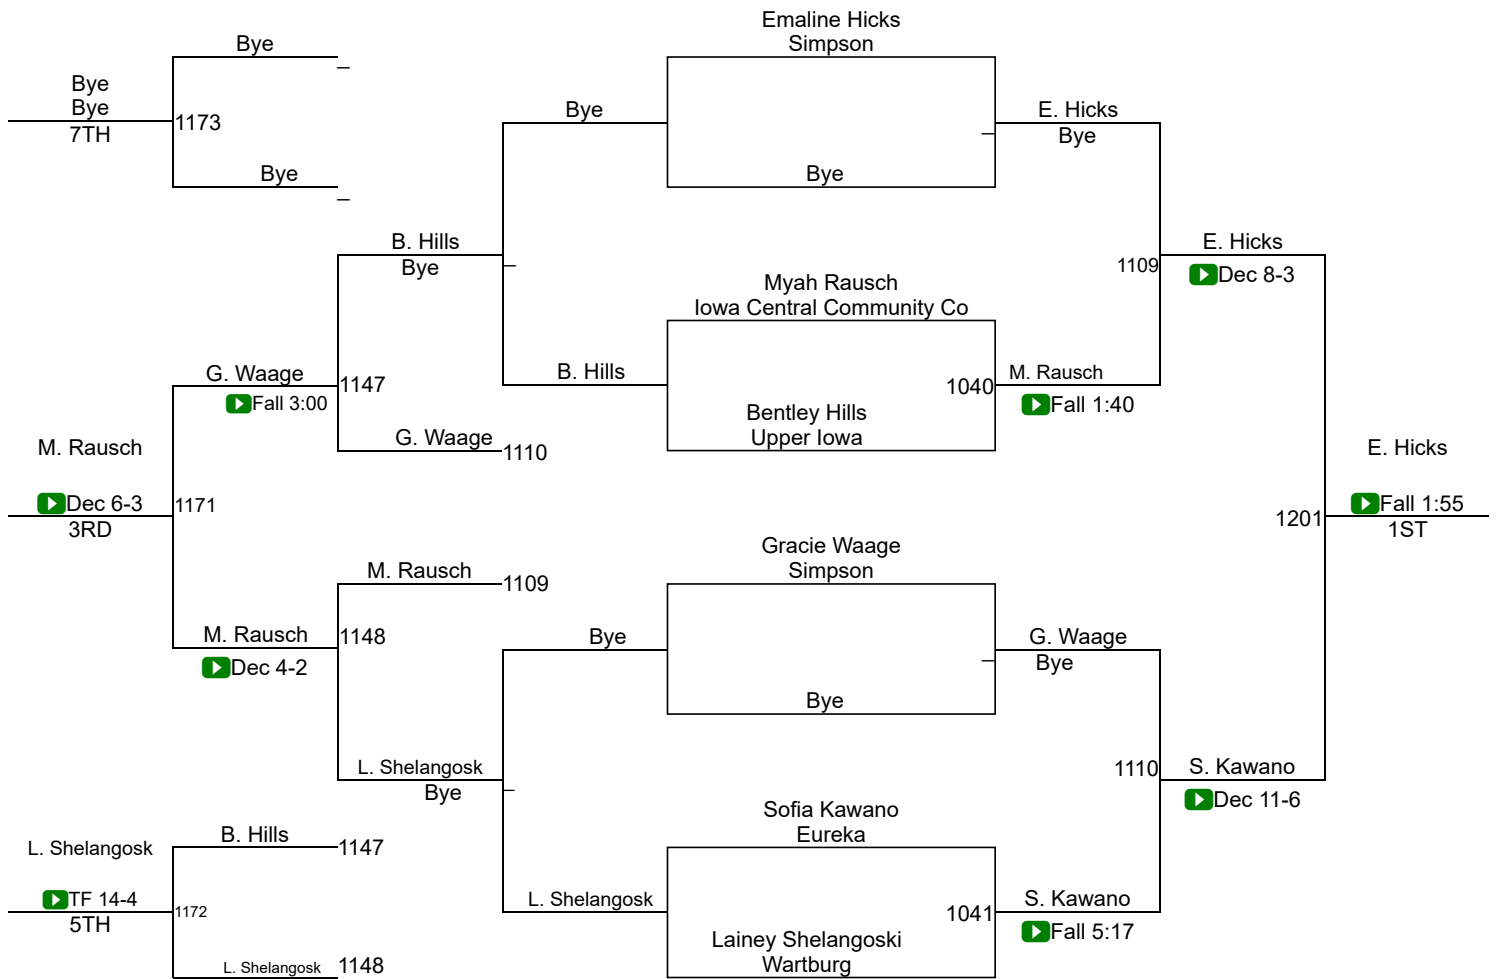 Emaline Hicks
Simpson
Bye
Bye
Bye
7TH
1173
Bye
Bye
E. Hicks
Bye
Bye
B. Hills
Bye
E. Hicks
Dec 8-3
1109
Myah Rausch
Iowa Central Community Co
G. Waage
Fall 3:00
1147
B. Hills
1040
M. Rausch
Fall 1:40
Bentley Hills
Upper Iowa
G. Waage
1110
M. Rausch
Dec 6-3
3RD
1171
E. Hicks
Fall 1:55
1ST
1201
Gracie Waage
Simpson
M. Rausch
1109
M. Rausch
Dec 4-2
1148
Bye
G. Waage
Bye
Bye
L. Shelangosk
Bye
1110
S. Kawano
Dec 11-6
Sofia Kawano
Eureka
L. Shelangosk
TF 14-4
5TH
B. Hills
1147
1172
L. Shelangosk
1041
S. Kawano
Fall 5:17
Lainey Shelangoski
Wartburg
L. Shelangosk
1148